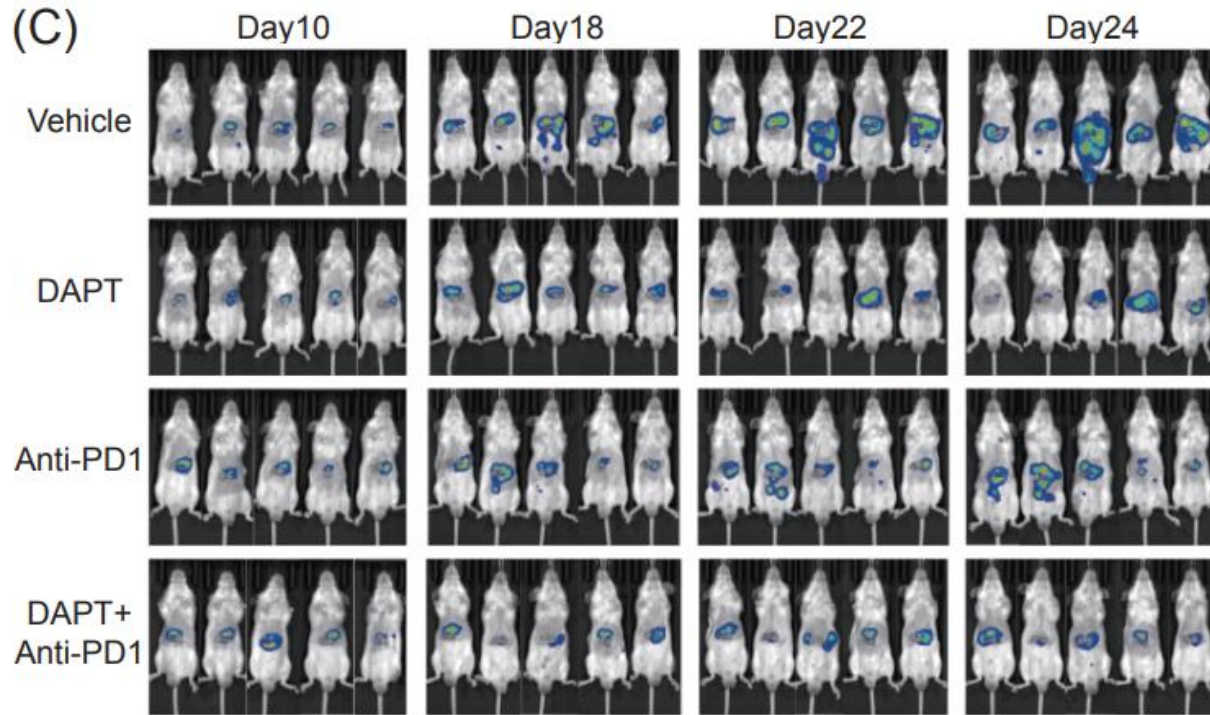 (C)
Day10 Day18 Day22 Day24
Vehicle
DAPT
Anti-PD1
DAPT+
Anti-PD1